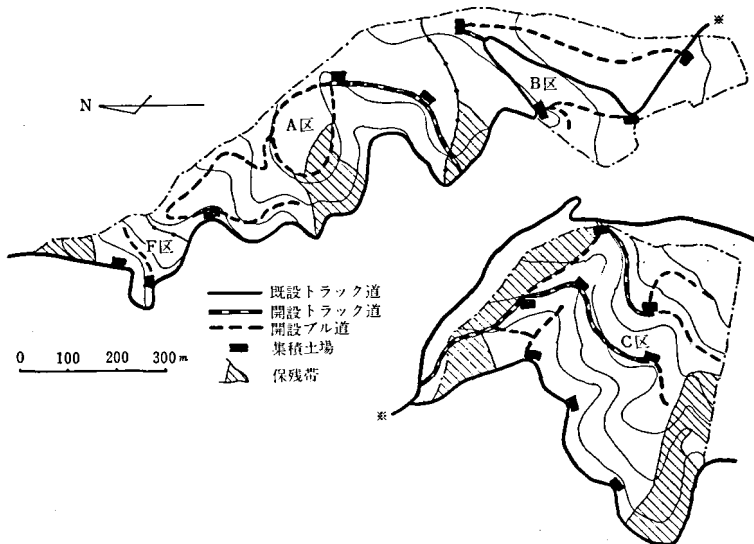 ※
B区
N
A区
F区
既設トラック道
開設トラック道
開設ブル道
集積土場
保残帯
0 100 200 300m
C区
※